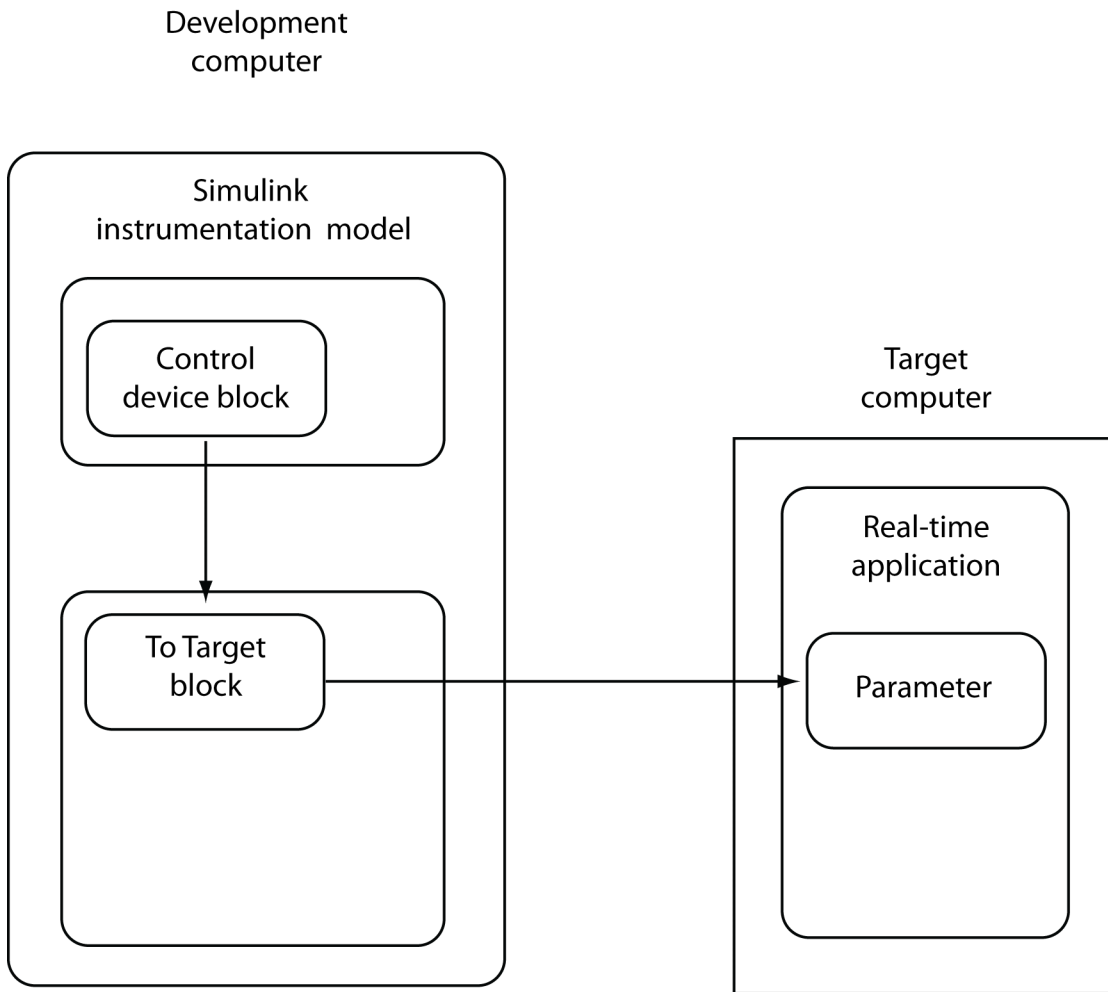 Development
computer
Simulink
instrumentation model
Control
device block
To Target
block
Target
computer
Real-time
application
Parameter